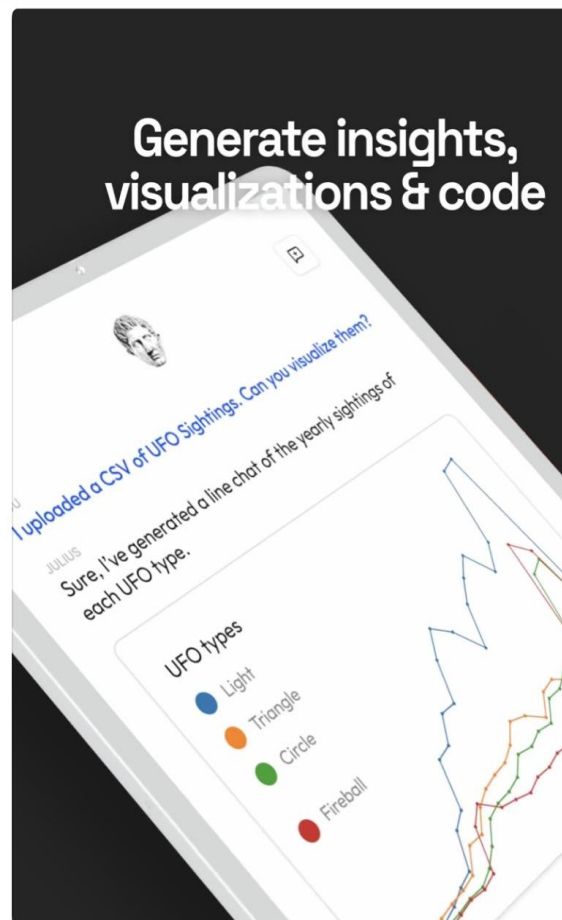 Generate insights,
visualizations & code
I uploaded a CSV of UFO Sightings. Can you visualize them?
JULIUS
Sure, I've generated a line chat of the yearly sightings of
each UFO type.
UFO types
Light
Triangle
Circle
Fireball